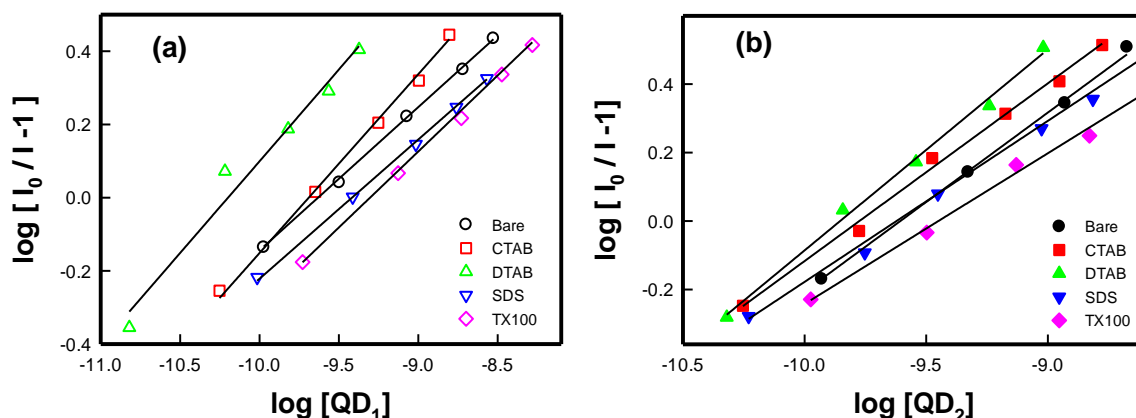 (a)
0.4
0.2
0.0
-0.2
-0.4
log [ I0 / I -1 ]
Bare
CTAB
DTAB
SDS
TX100
-11.0 -10.5 -10.0 -9.5 -9.0 -8.5
log [QD1]
(b)
0.4
0.2
0.0
-0.2
log [ I0 / I -1]
Bare
CTAB
DTAB
SDS
TX100
-10.5 -10.0 -9.5 -9.0
log [QD2]